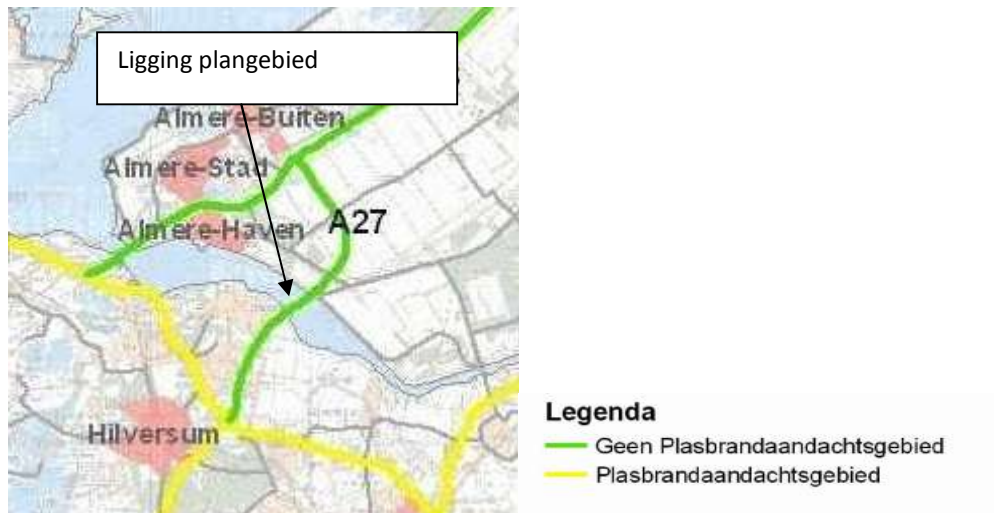 Ligging plangebied
Almere-Buiten
Almere-Stad
Almere-Haven
A27
Hilversum
Legenda
Geen Plasbrandaandachtsgebied
Plasbrandaandachtsgebied